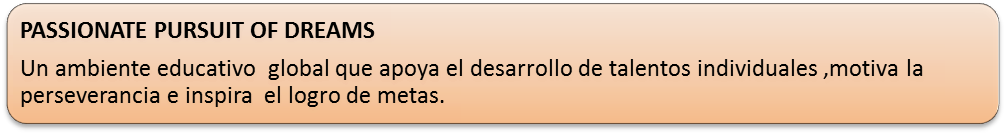 PASSIONATE PURSUIT OF DREAMS
Un ambiente educativo  global que apoya el desarrollo de talentos individuales ,motiva la
perseverancia e inspira  el logro de metas.